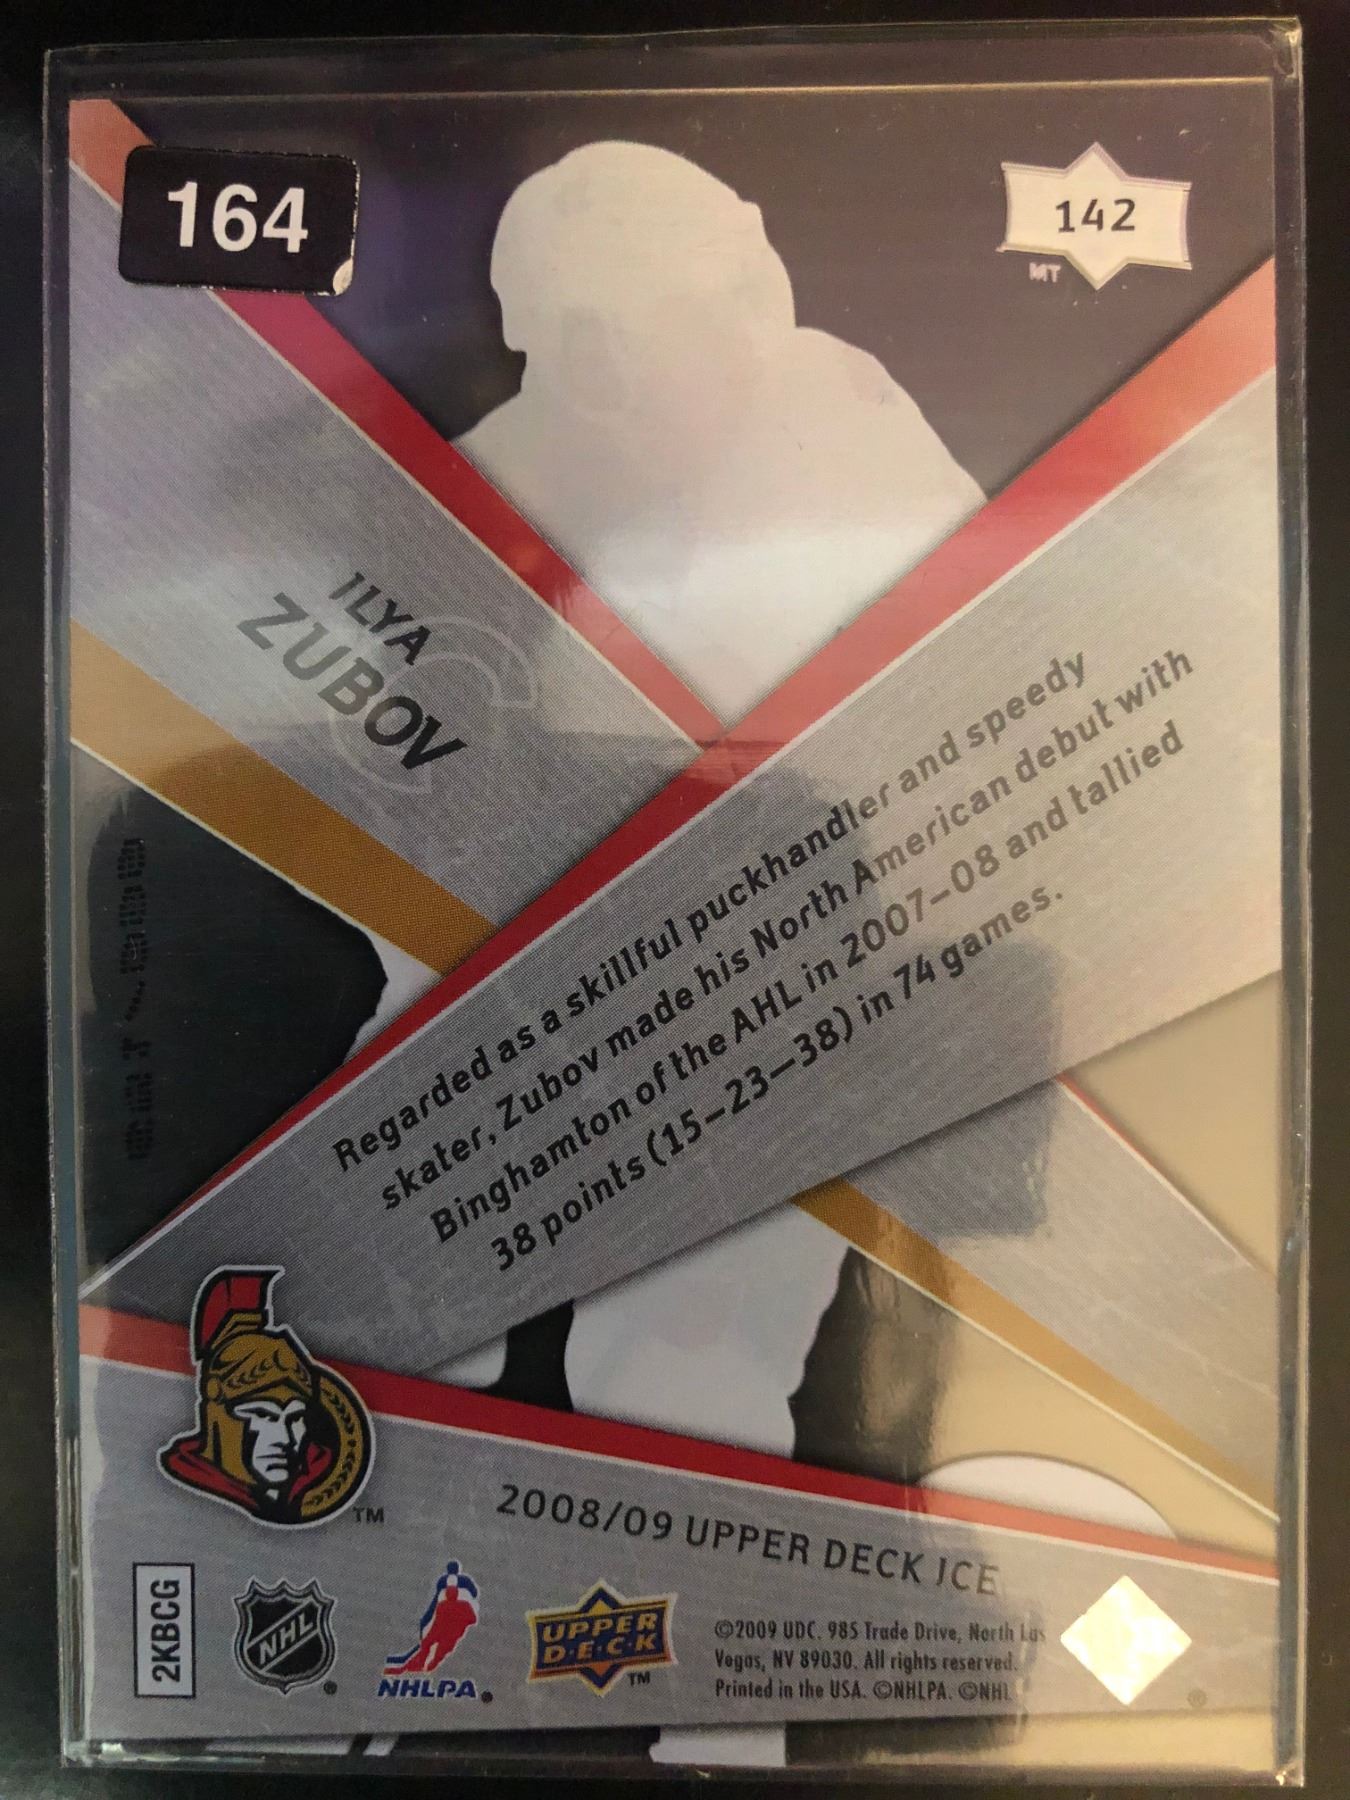 164
142
MT
ILYA
ZUBOV
Regarded as a skillful puckhandler and speedy
skater, Zubov made his North American debut with
Binghamton of the AHL in 2007–08 and tallied
38 points (15–23–38) in 74 games.
TM
2008/09 UPPER DECK ICE
2KBCG
NHL
®
NHLPA®
UPPER
D·E·C·K
TM
©2009 UDC. 985 Trade Drive, North Las
Vegas, NV 89030. All rights reserved.
Printed in the USA. ©NHLPA. ©NHL
®